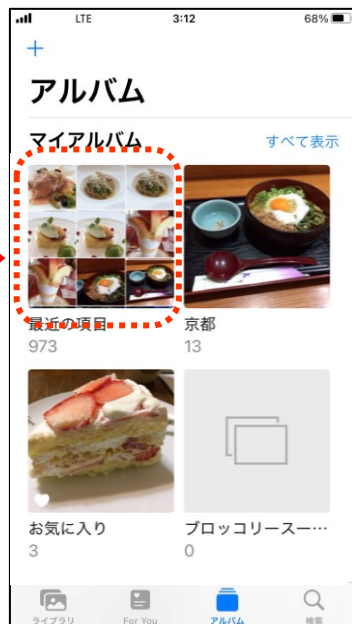 LTE 3:12 68%
アルバム
マイアルバム すべて表示
最近の項目 京都
973 13
お気に入り ブロッコリースー…
3 0
ライブラリ For You アルバム 検索